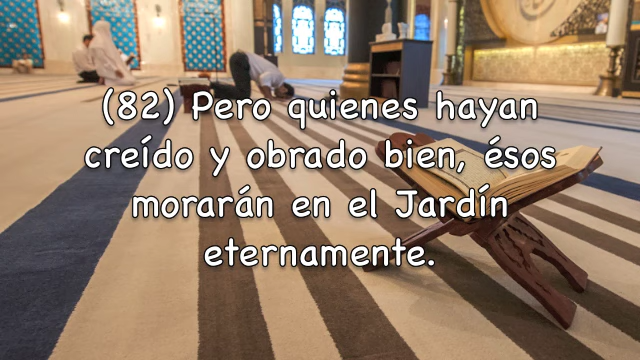 (82) Pero quienes hayan
creído y obrado bien, ésos
morarán en el Jardín
eternamente.